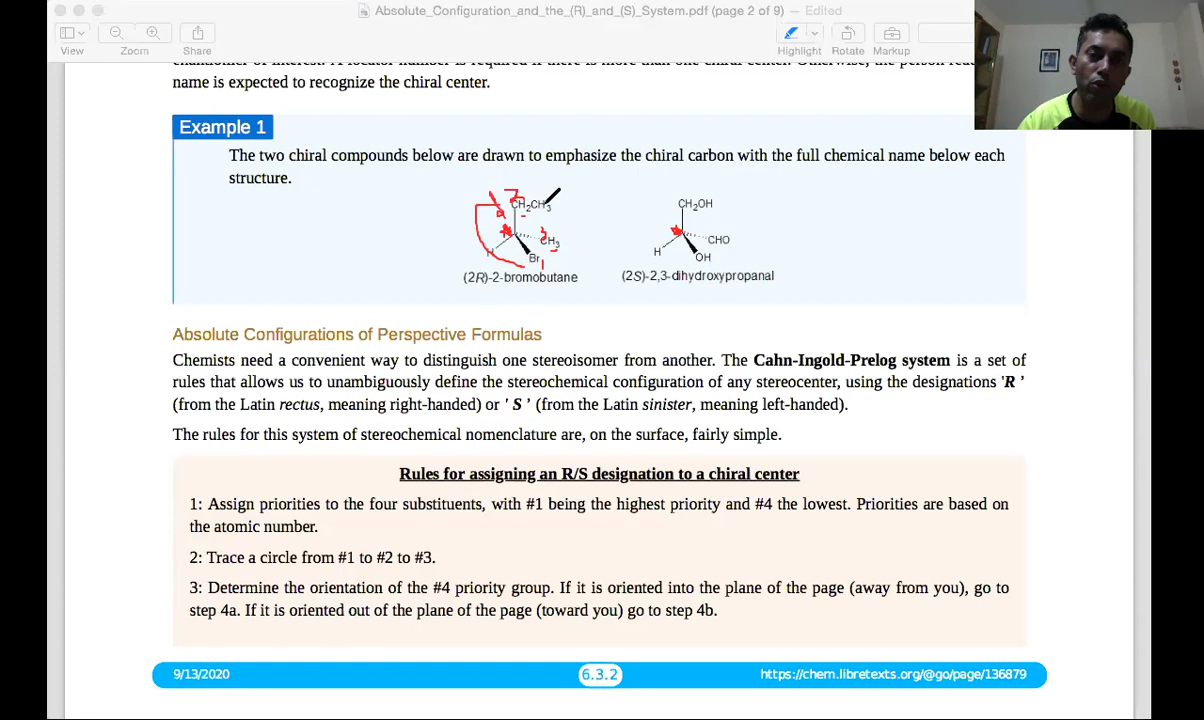 Absolute_Configuration_and_the_(R)_and_(S)_System.pdf (page 2 of 9) — Edited
View Zoom Share Highlight Rotate Markup
name is expected to recognize the chiral center.
Example 1
The two chiral compounds below are drawn to emphasize the chiral carbon with the full chemical name below each
structure.
1 2
CH2CH3 CH2OH
2
3
CH3 CHO
H H
Br OH
1
(2R)-2-bromobutane (2S)-2,3-dihydroxypropanal
Absolute Configurations of Perspective Formulas
Chemists need a convenient way to distinguish one stereoisomer from another. The Cahn-Ingold-Prelog system is a set of
rules that allows us to unambiguously define the stereochemical configuration of any stereocenter, using the designations 'R '
(from the Latin rectus, meaning right-handed) or ' S ' (from the Latin sinister, meaning left-handed).
The rules for this system of stereochemical nomenclature are, on the surface, fairly simple.
Rules for assigning an R/S designation to a chiral center
1: Assign priorities to the four substituents, with #1 being the highest priority and #4 the lowest. Priorities are based on
the atomic number.
2: Trace a circle from #1 to #2 to #3.
3: Determine the orientation of the #4 priority group. If it is oriented into the plane of the page (away from you), go to
step 4a. If it is oriented out of the plane of the page (toward you) go to step 4b.
9/13/2020 6.3.2 https://chem.libretexts.org/@go/page/136879